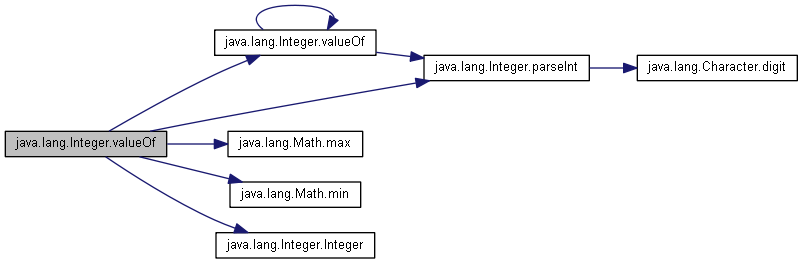 java.lang.Integer.valueOf
java.lang.Integer.parseInt
java.lang.Character.digit
java.lang.Integer.valueOf
java.lang.Math.max
java.lang.Math.min
java.lang.Integer.Integer